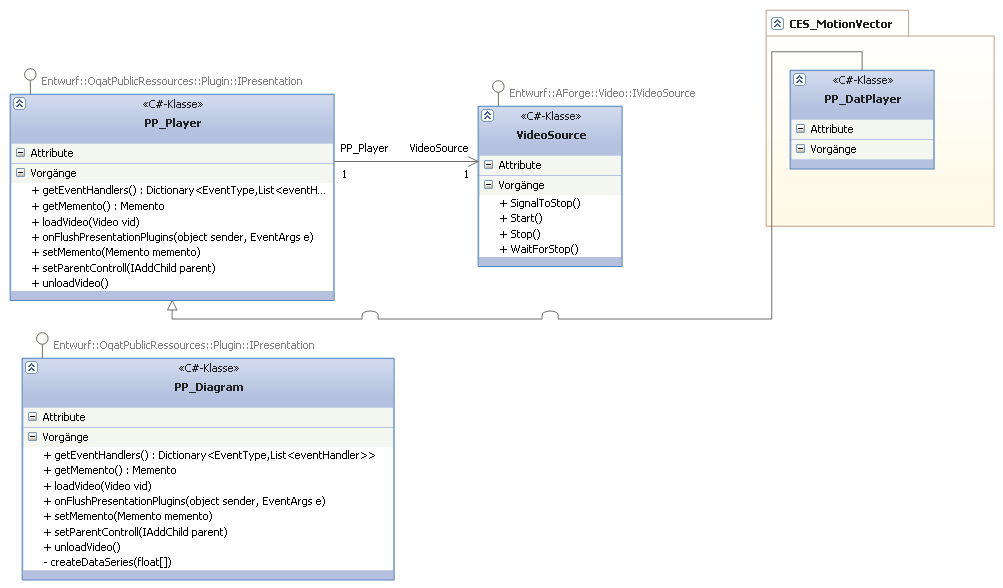 CES_MotionVector
«C#-Klasse»
PP_DatPlayer
Attribute
Vorgänge
Entwurf::OqatPublicRessources::Plugin::IPresentation
«C#-Klasse»
PP_Player
Attribute
Vorgänge
+ getEventHandlers() : Dictionary<EventType,List<eventH...
+ getMemento() : Memento
+ loadVideo(Video vid)
+ onFlushPresentationPlugins(object sender, EventArgs e)
+ setMemento(Memento memento)
+ setParentControll(IAddChild parent)
+ unloadVideo()
PP_Player
VideoSource
1
1
Entwurf::AForge::Video::IVideoSource
«C#-Klasse»
VideoSource
Attribute
Vorgänge
+ SignalToStop()
+ Start()
+ Stop()
+ WaitForStop()
Entwurf::OqatPublicRessources::Plugin::IPresentation
«C#-Klasse»
PP_Diagram
Attribute
Vorgänge
+ getEventHandlers() : Dictionary<EventType,List<eventHandler>>
+ getMemento() : Memento
+ loadVideo(Video vid)
+ onFlushPresentationPlugins(object sender, EventArgs e)
+ setMemento(Memento memento)
+ setParentControll(IAddChild parent)
+ unloadVideo()
- createDataSeries(float[])